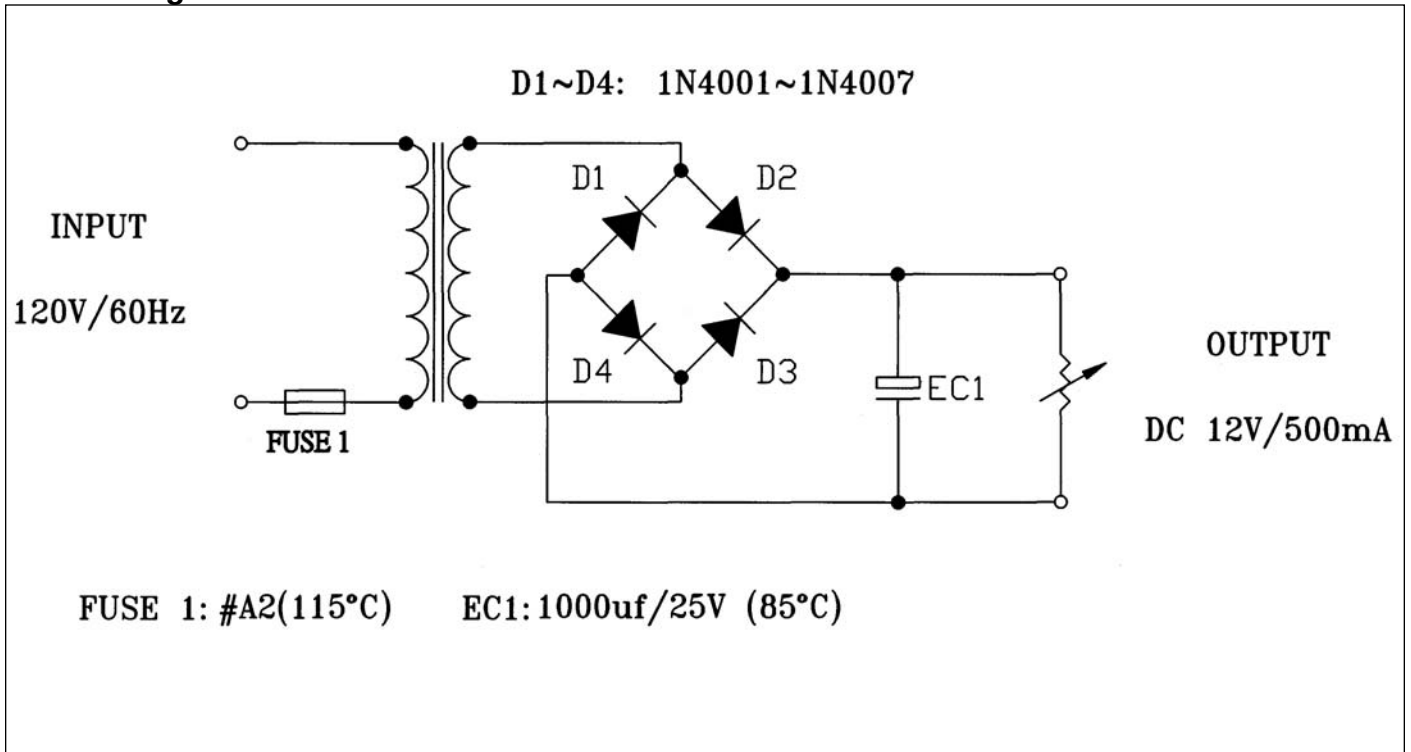 D1~D4: 1N4001~1N4007
D1
D2
INPUT
120V/60Hz
OUTPUT
D4
D3
EC1
DC 12V/500mA
FUSE 1
FUSE 1: #A2(115°C) EC1:1000uf/25V (85°C)